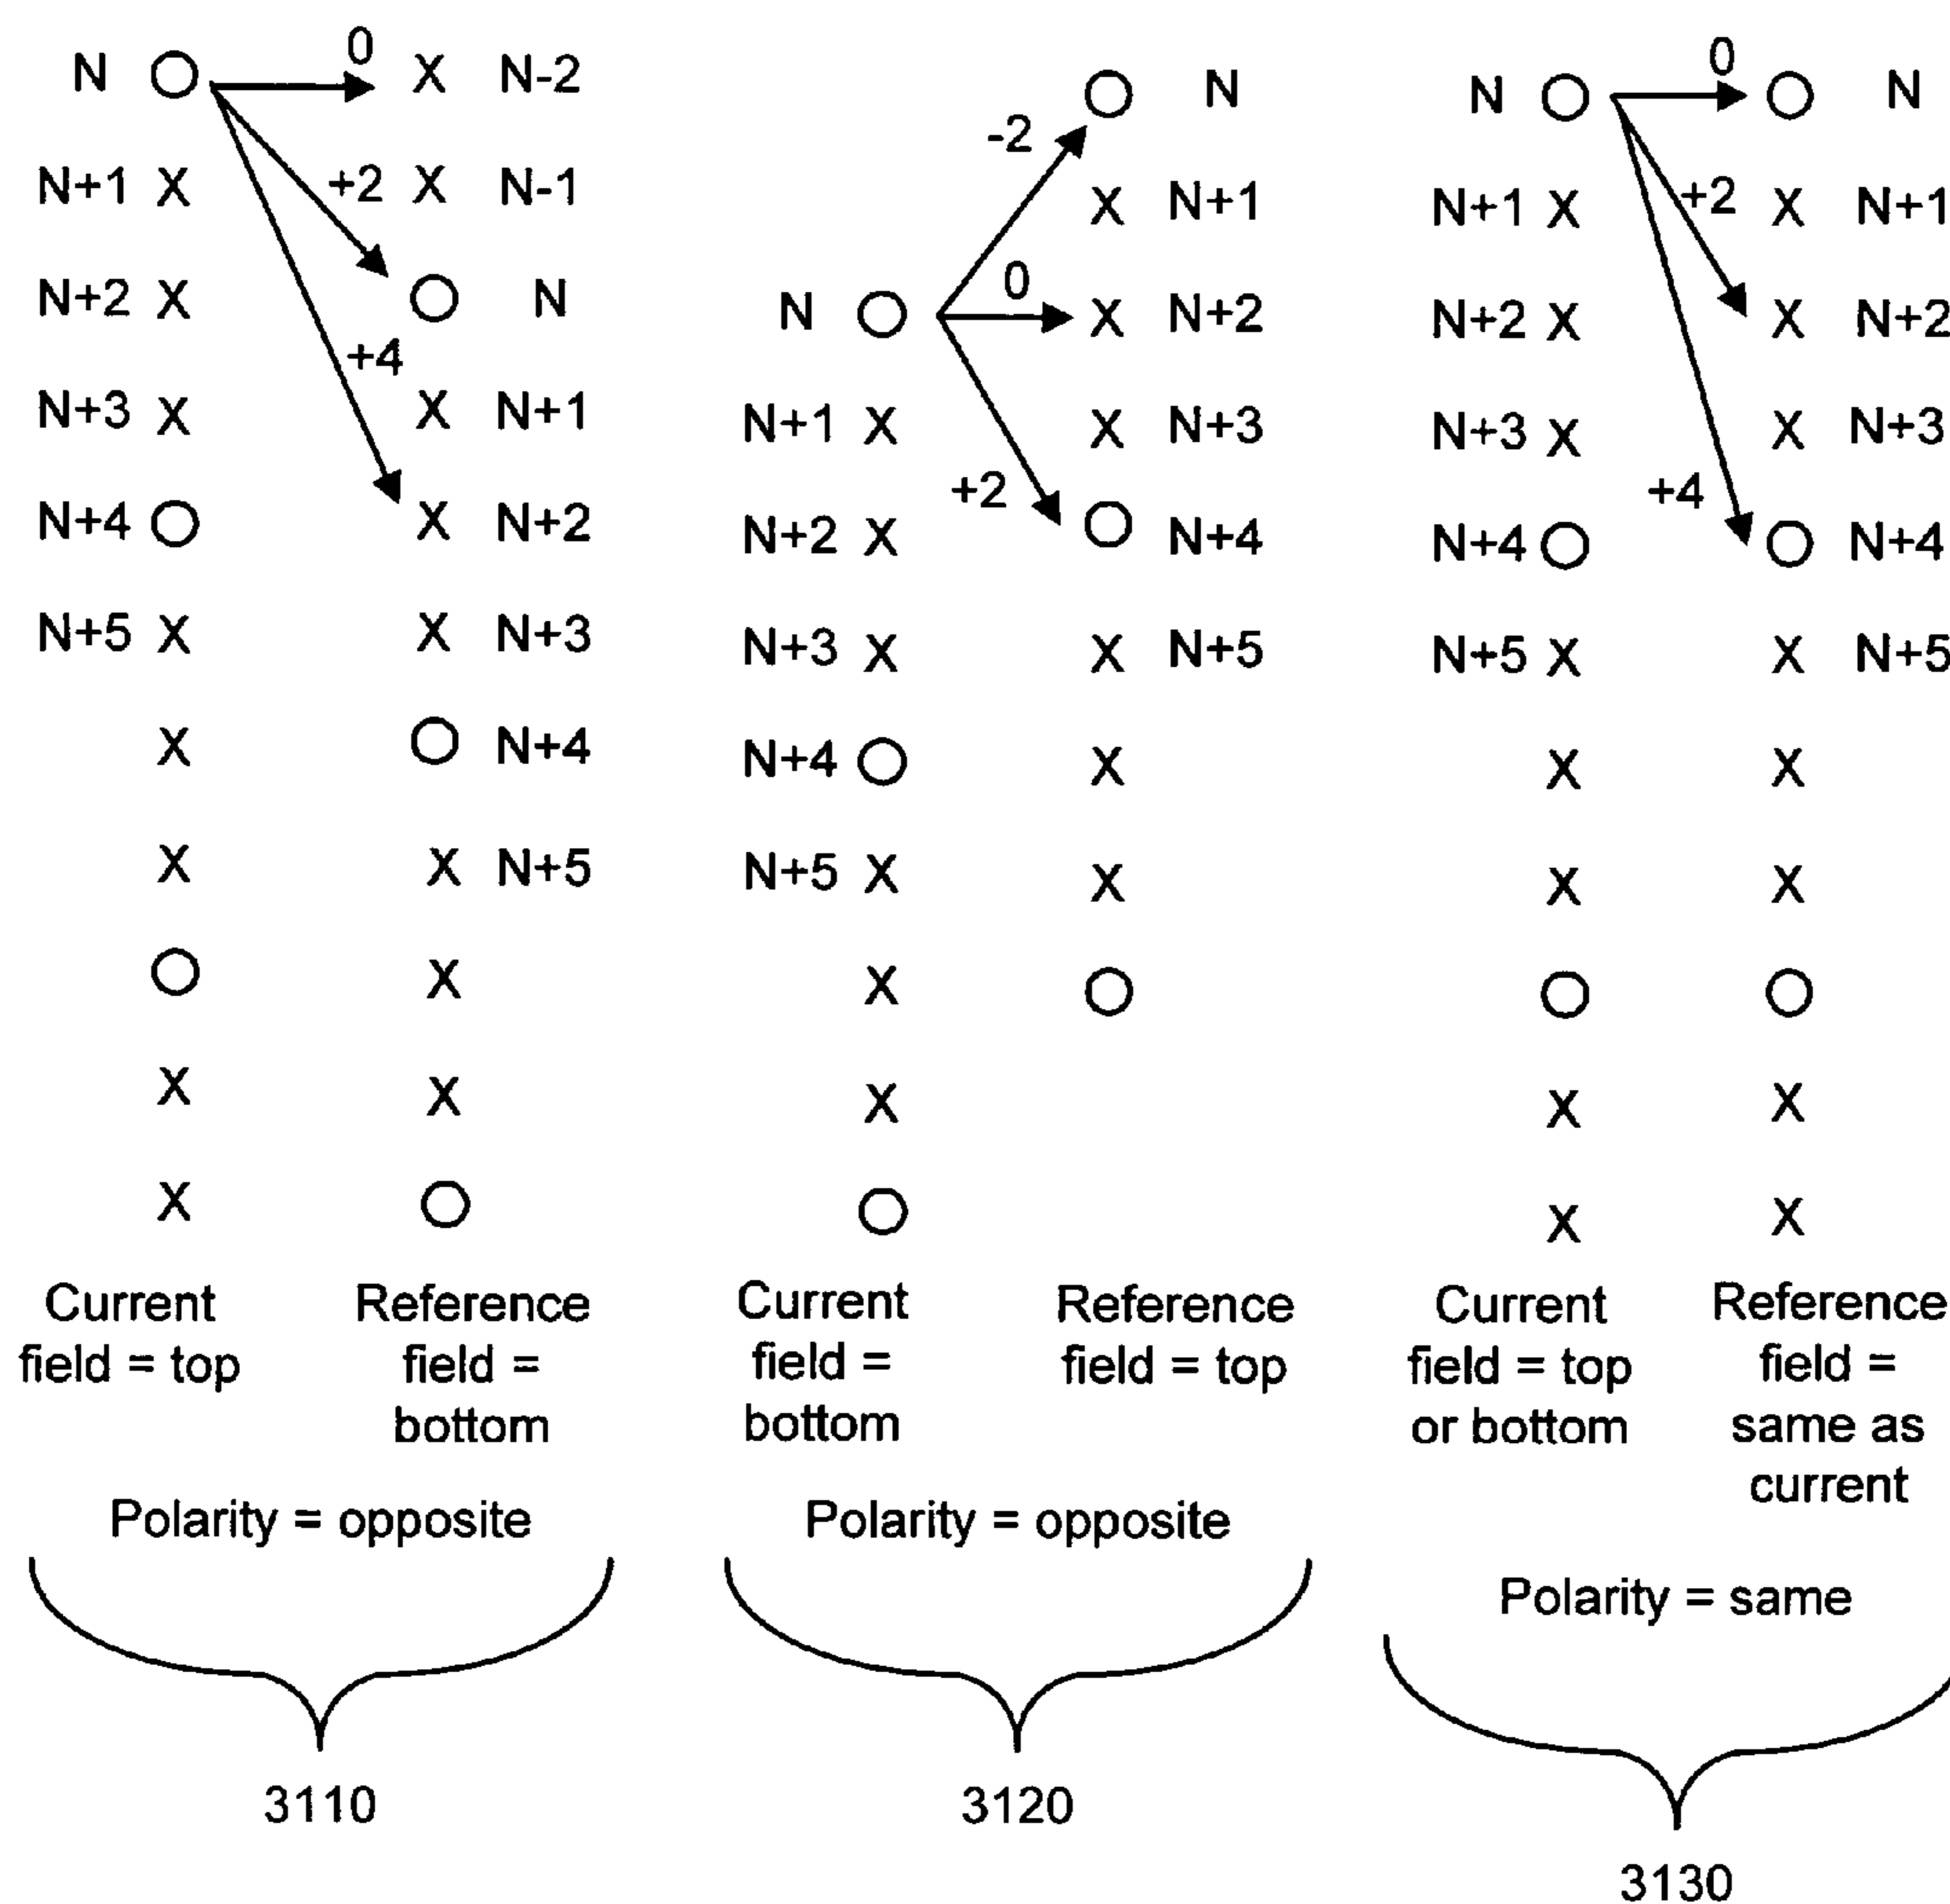 N O 0 X N-2
N+1 X +2 X N-1
N+2 X O N
N+3 X +4 X N+1
N+4 O X N+2
N+5 X X N+3
X O N+4
X X N+5
O X
X X
X O
Current field = top
Reference field = bottom
Polarity = opposite
3110
O N
-2
X N+1
N O 0 X N+2
N+1 X X N+3
+2
N+2 X O N+4
N+3 X X N+5
N+4 O X
N+5 X X
X O
X
O
Current field = bottom
Reference field = top
Polarity = opposite
3120
N O 0 O N
N+1 X +2 X N+1
N+2 X X N+2
N+3 X X N+3
+4
N+4 O O N+4
N+5 X X N+5
X X
X X
O O
X X
X X
Current field = top or bottom
Reference field = same as current
Polarity = same
3130